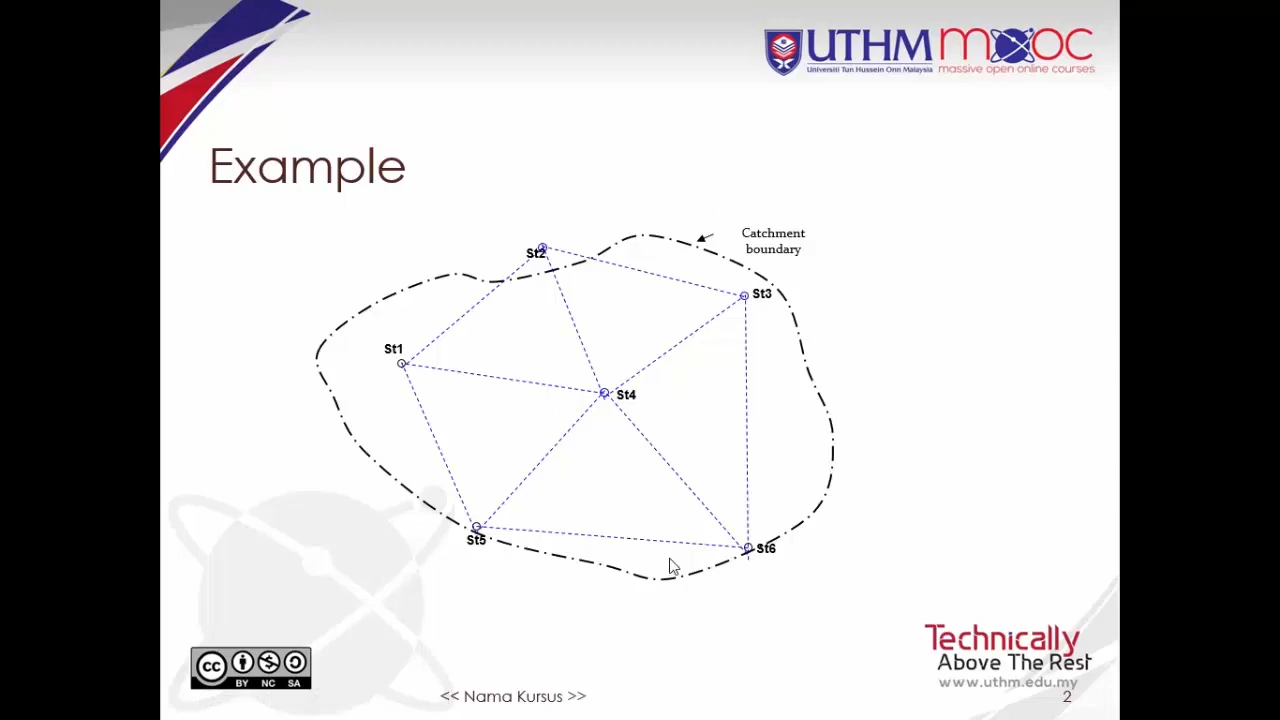 UTHM mooc
Universiti Tun Hussein Onn Malaysia massive open online courses
Example
Catchment
boundary
St2
St3
St1
St4
St5
St6
cc
BY NC SA
<< Nama Kursus >>
Technically
Above The Rest
www.uthm.edu.my
2